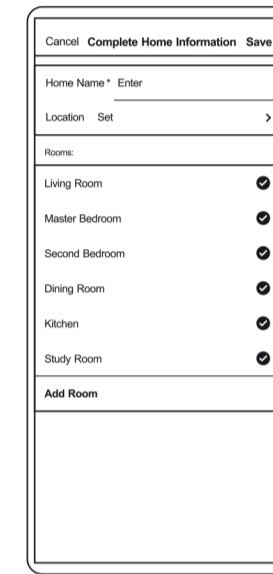 Cancel Complete Home Information Save
Home Name* Enter
Location Set
Rooms:
Living Room
Master Bedroom
Second Bedroom
Dining Room
Kitchen
Study Room
Add Room